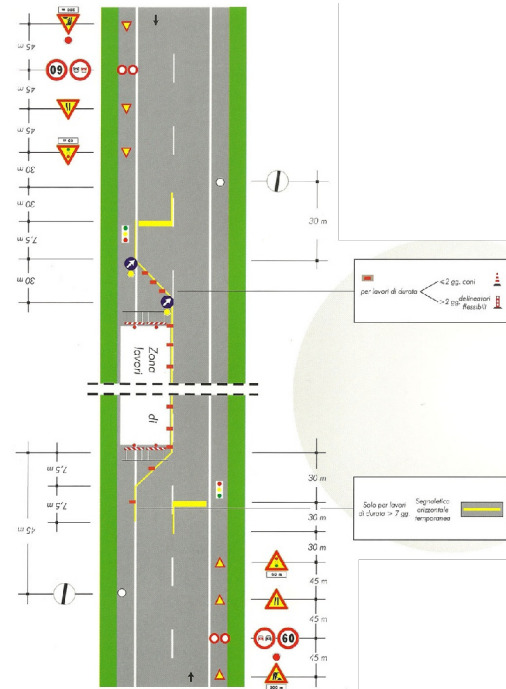 45 m
60
45 m
45 m
30 m
30 m
7,5 m
30 m
30 m
per lavori di durata
<2 gg. coni
>2 gg. delineatori
flessibili
Zona
lavori
di
7,5 m
7,5 m
45 m
30 m
30 m
30 m
Solo per lavori
di durata > 7 gg.
Segnaletica
orizzontale
temporanea
45 m
45 m
60
45 m